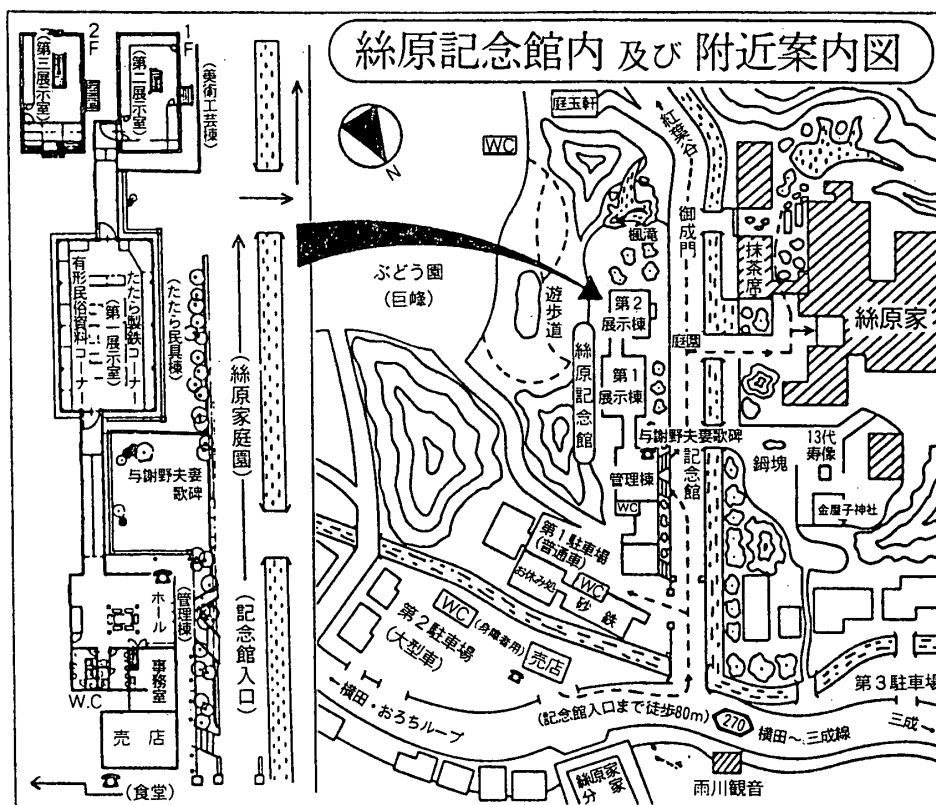 絲原記念館内 及び 附近案内図
2F
(第三展示室)
1F
(第二展示室)
(美術工芸棟)
有形民俗資料コーナー
(第一展示室)
たたら製鉄コーナー
(たたら民具棟)
与謝野夫妻
歌碑
(絲原家庭園)
ホール
(管理棟)
(記念館入口)
W.C
事務室
売店
(食堂)
N
庭玉軒
WC
紅葉谷
御成門
楓滝
抹茶席
ぶどう園
(巨峰)
遊歩道
第2
展示棟
絲原家
庭園
絲原記念館
第1
展示棟
与謝野夫妻歌碑
記念館
鉧塊
13代
寿像
管理棟
WC
金屋子神社
第1駐車場
(普通車)
お休み処
WC
砂鉄
第2駐車場
(大型車)
WC
(身障者用)
売店
第3駐車場
(記念館入口まで徒歩80m)
270
横田〜三成線
三成→
←横田・おろちループ
絲原家
分家
雨川観音